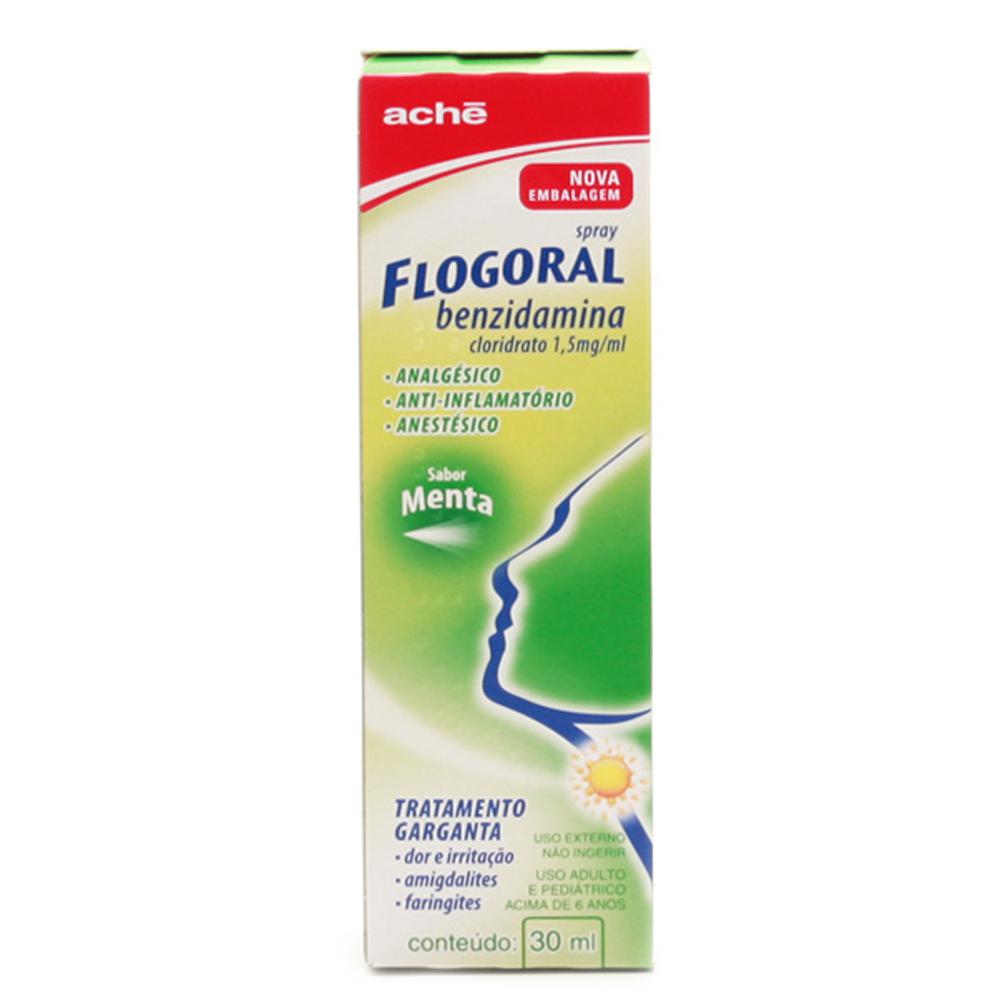 achē
NOVA
EMBALAGEM
spray
FLOGORAL
benzidamina
cloridrato 1,5mg/ml
• ANALGÉSICO
• ANTI-INFLAMATÓRIO
• ANESTÉSICO
Sabor
Menta
TRATAMENTO
GARGANTA
• dor e irritação
• amigdalites
• faringites
USO EXTERNO
NÃO INGERIR
USO ADULTO
E PEDIÁTRICO
ACIMA DE 6 ANOS
conteúdo: 30 ml